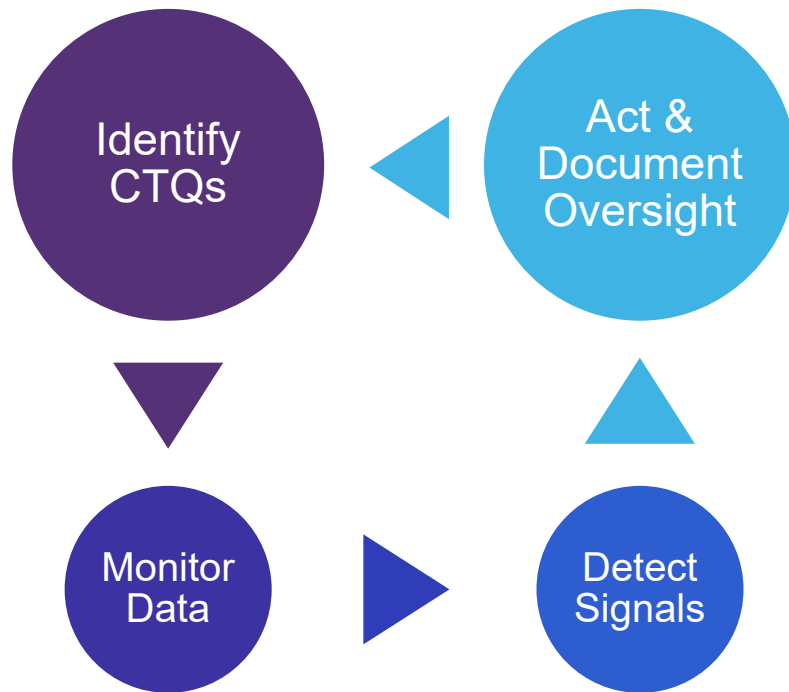 Identify
CTQs
Act &
Document
Oversight
Monitor
Data
Detect
Signals